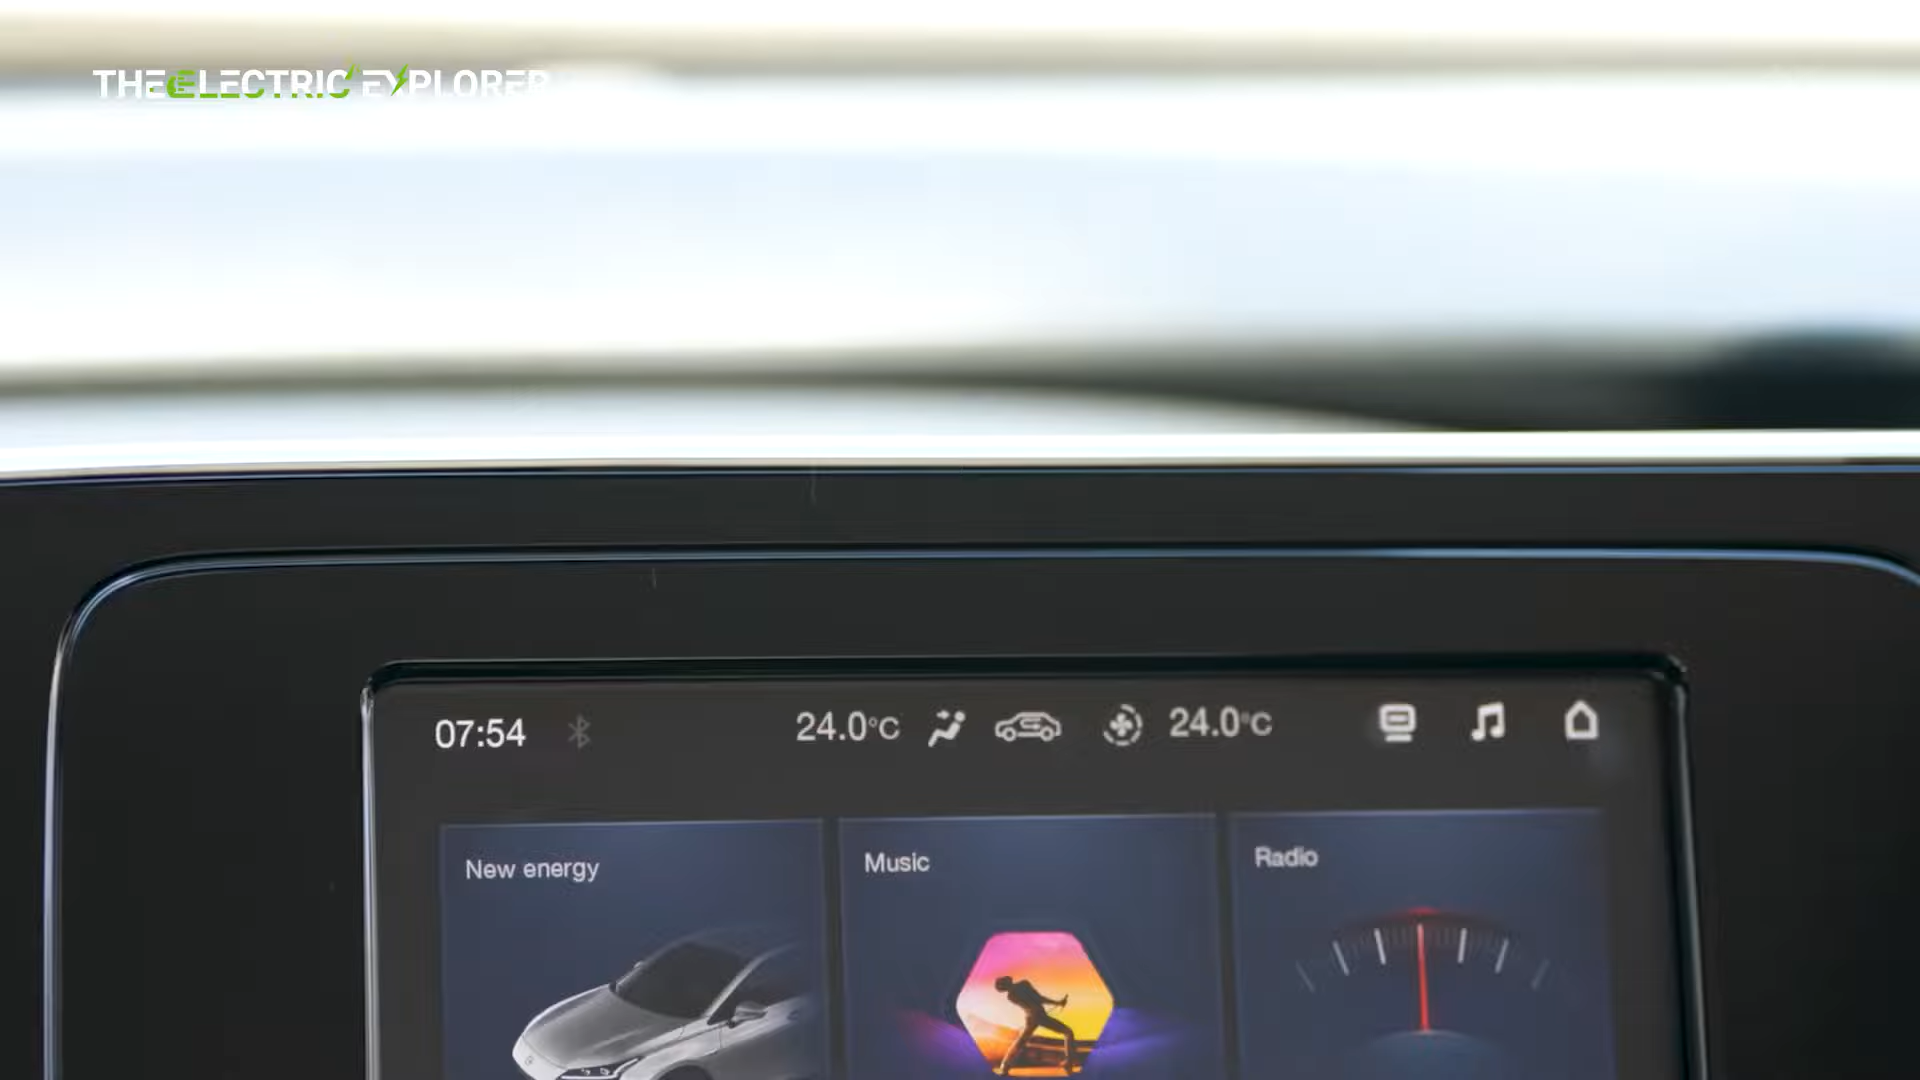 THE ELECTRIC EXPLORER
07:54 24.0°C 24.0°C
New energy Music Radio